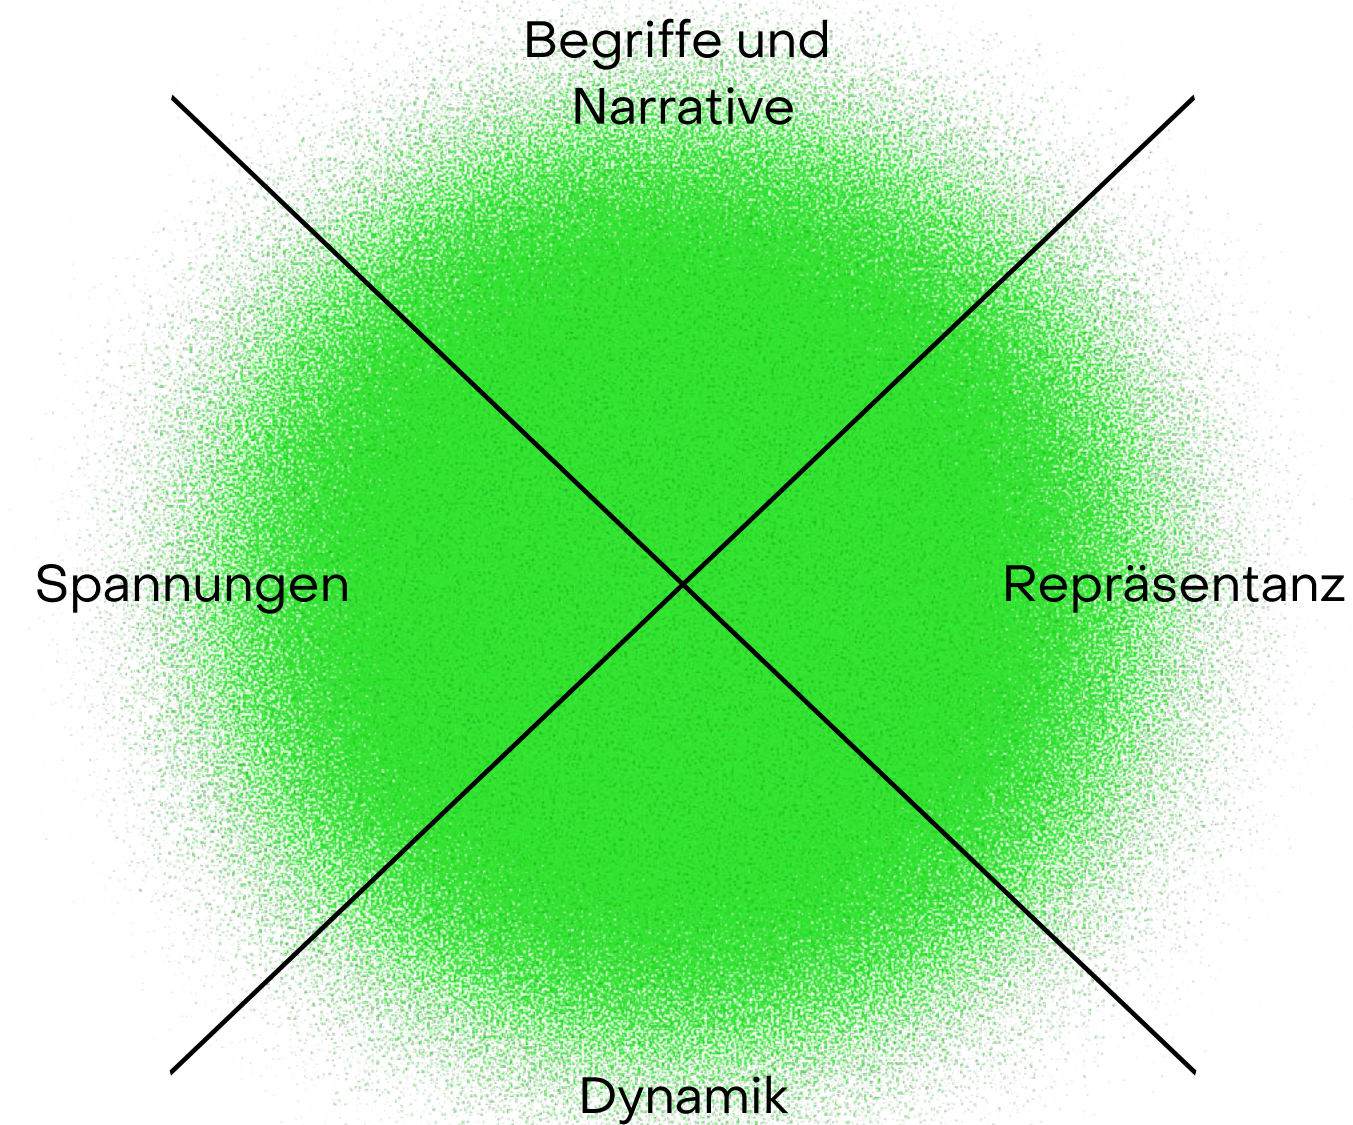 Begriffe und
Narrative
Spannungen
Repräsentanz
Dynamik